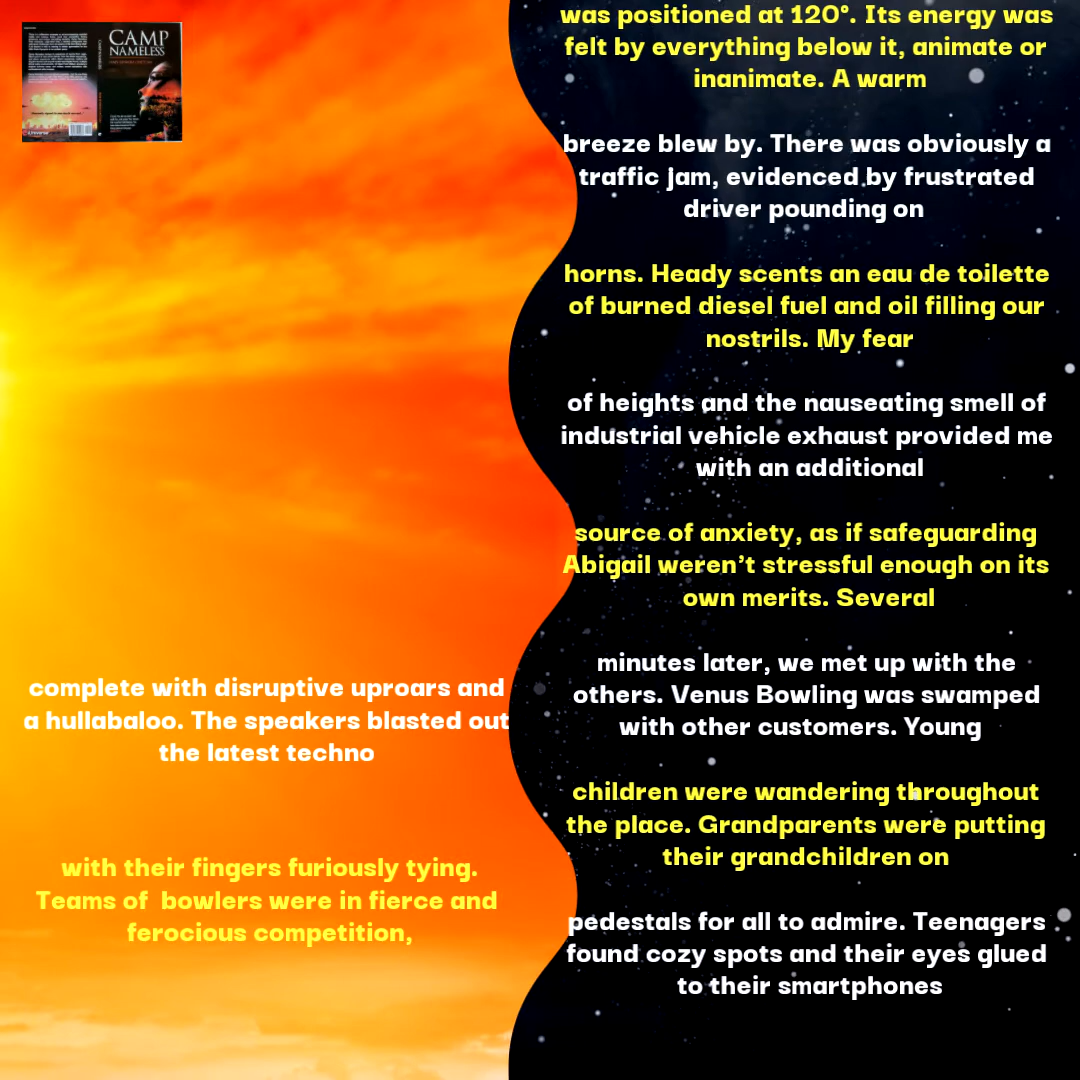 CAMP
NAMELESS
iUniverse
complete with disruptive uproars and
a hullabaloo. The speakers blasted out
the latest techno
with their fingers furiously tying.
Teams of bowlers were in fierce and
ferocious competition,
was positioned at 120°. Its energy was
felt by everything below it, animate or
inanimate. A warm
breeze blew by. There was obviously a
traffic jam, evidenced by frustrated
driver pounding on
horns. Heady scents an eau de toilette
of burned diesel fuel and oil filling our
nostrils. My fear
of heights and the nauseating smell of
industrial vehicle exhaust provided me
with an additional
source of anxiety, as if safeguarding
Abigail weren't stressful enough on its
own merits. Several
minutes later, we met up with the
others. Venus Bowling was swamped
with other customers. Young
children were wandering throughout
the place. Grandparents were putting
their grandchildren on
pedestals for all to admire. Teenagers
found cozy spots and their eyes glued
to their smartphones